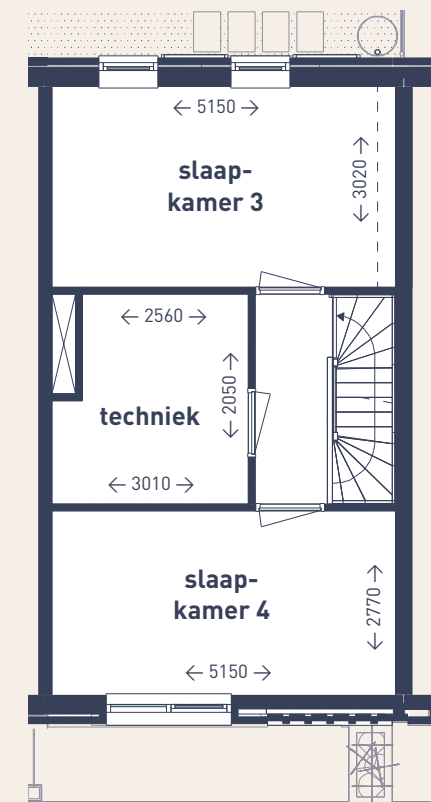 ← 5150 →
slaap-
kamer 3
← 3020 →
← 2560 →
← 2050 →
techniek
← 3010 →
slaap-
kamer 4
← 2770 →
← 5150 →